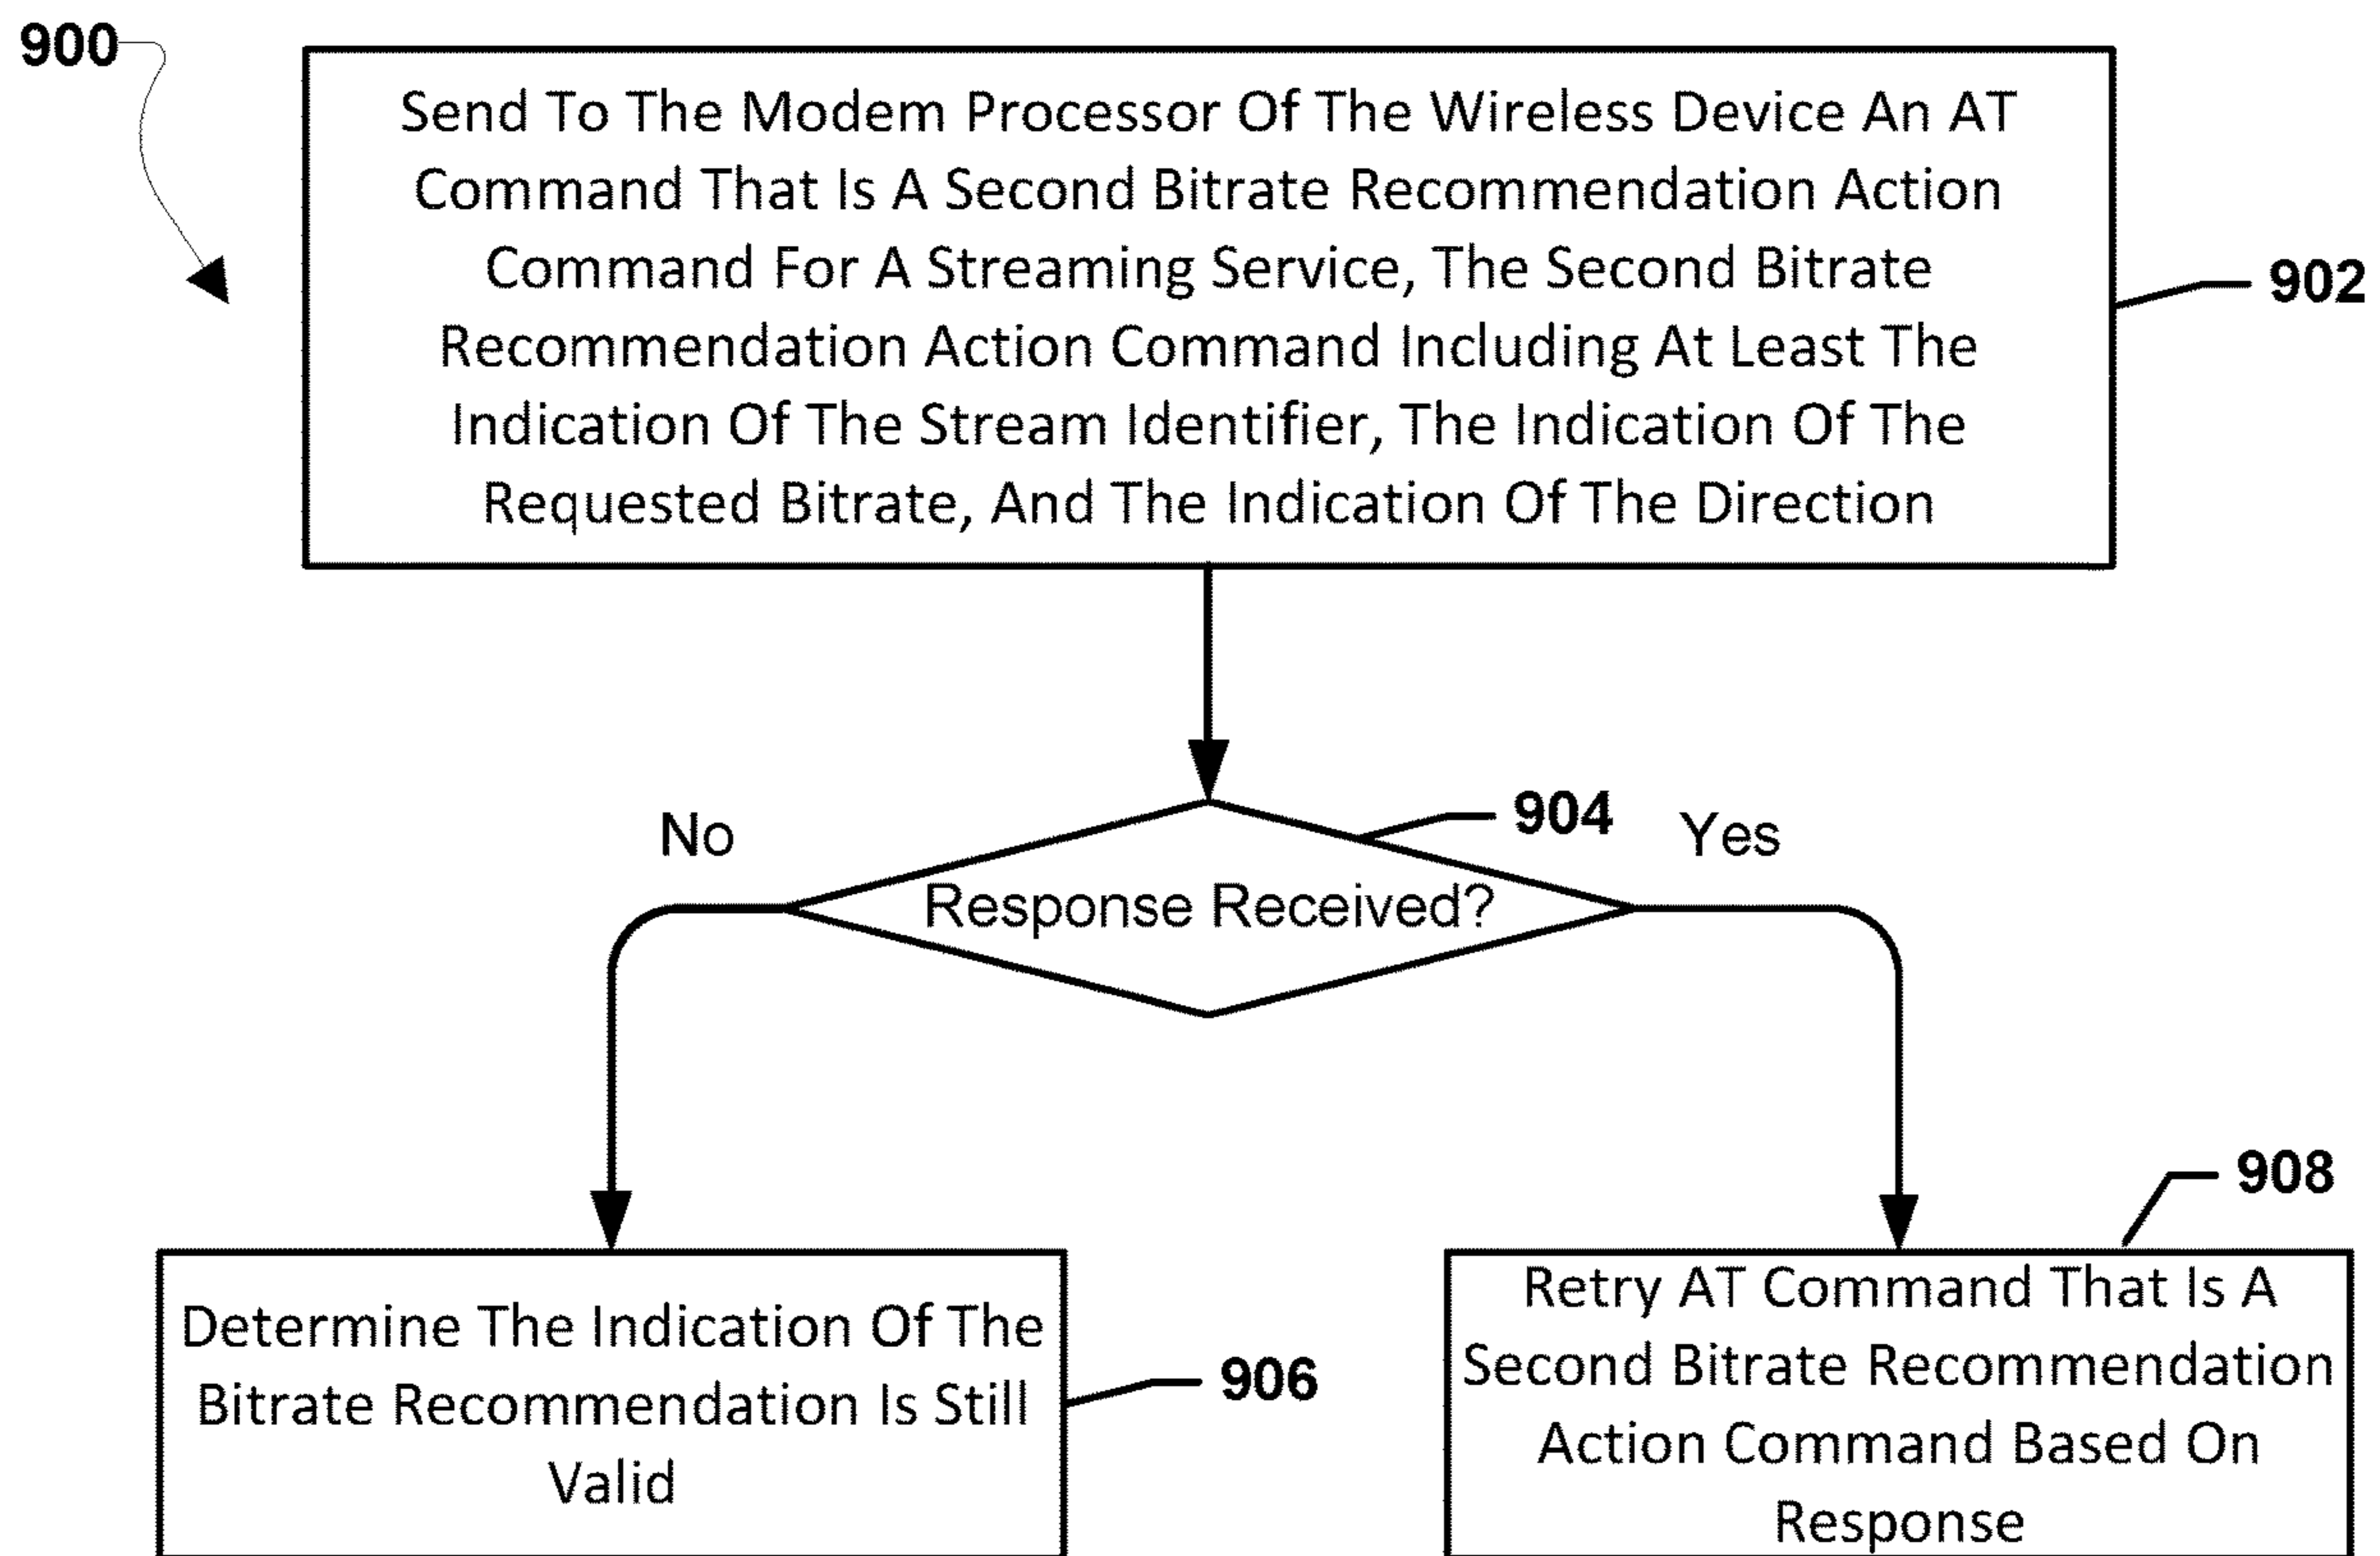 900
Send To The Modem Processor Of The Wireless Device An AT
Command That Is A Second Bitrate Recommendation Action
Command For A Streaming Service, The Second Bitrate
Recommendation Action Command Including At Least The
Indication Of The Stream Identifier, The Indication Of The
Requested Bitrate, And The Indication Of The Direction
902
No
904
Yes
Response Received?
Determine The Indication Of The
Bitrate Recommendation Is Still
Valid
906
908
Retry AT Command That Is A
Second Bitrate Recommendation
Action Command Based On
Response